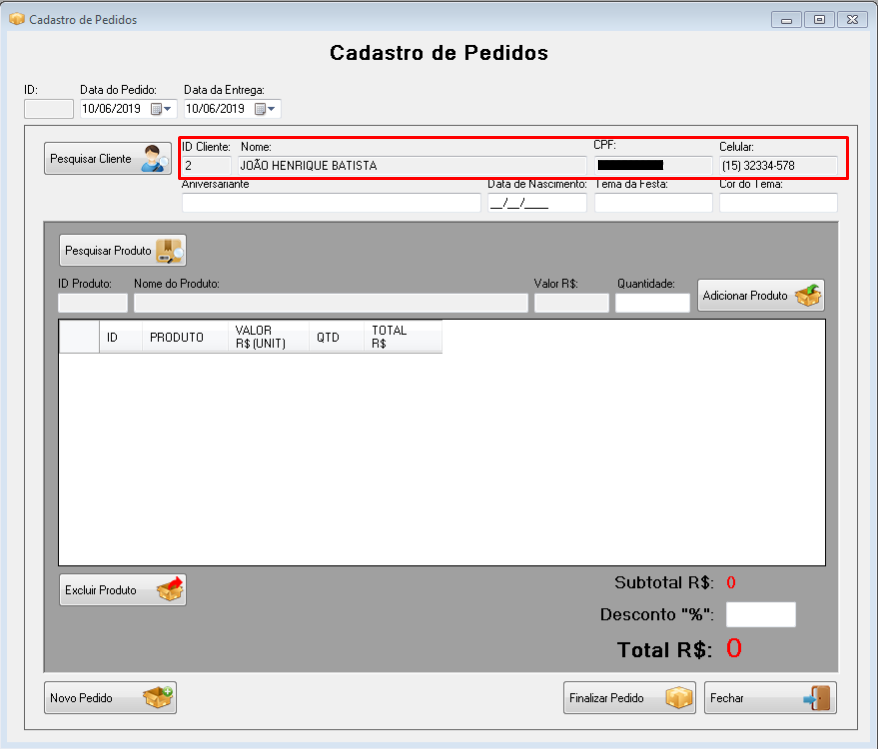 Cadastro de Pedidos
Cadastro de Pedidos
ID: Data do Pedido: Data da Entrega:
10/06/2019 10/06/2019
Pesquisar Cliente
ID Cliente: Nome: CPF: Celular:
2 JOÃO HENRIQUE BATISTA (15) 32334-578
Aniversariante Data de Nascimento: Tema da Festa: Cor do Tema:
__/__/____
Pesquisar Produto
ID Produto: Nome do Produto: Valor R$: Quantidade:
Adicionar Produto
ID PRODUTO VALOR R$ (UNIT) QTD TOTAL R$
Excluir Produto
Subtotal R$: 0
Desconto "%":
Total R$: 0
Novo Pedido Finalizar Pedido Fechar